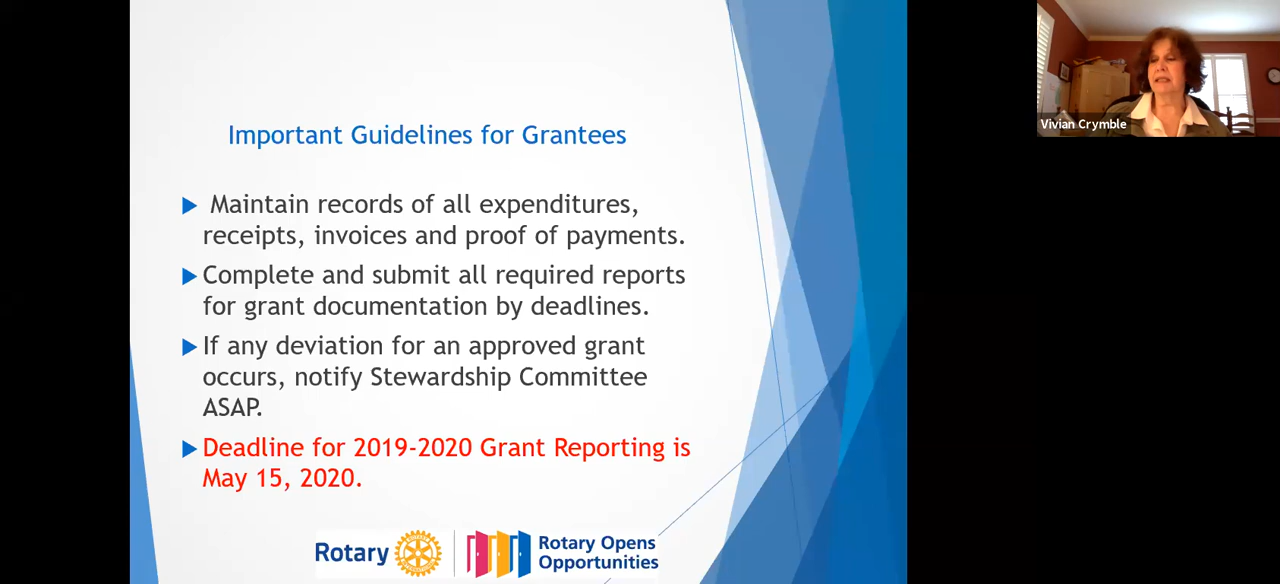 Important Guidelines for Grantees
Maintain records of all expenditures,
receipts, invoices and proof of payments.
Complete and submit all required reports
for grant documentation by deadlines.
If any deviation for an approved grant
occurs, notify Stewardship Committee
ASAP.
Deadline for 2019-2020 Grant Reporting is
May 15, 2020.
Rotary
Rotary Opens
Opportunities
Vivian Crymble